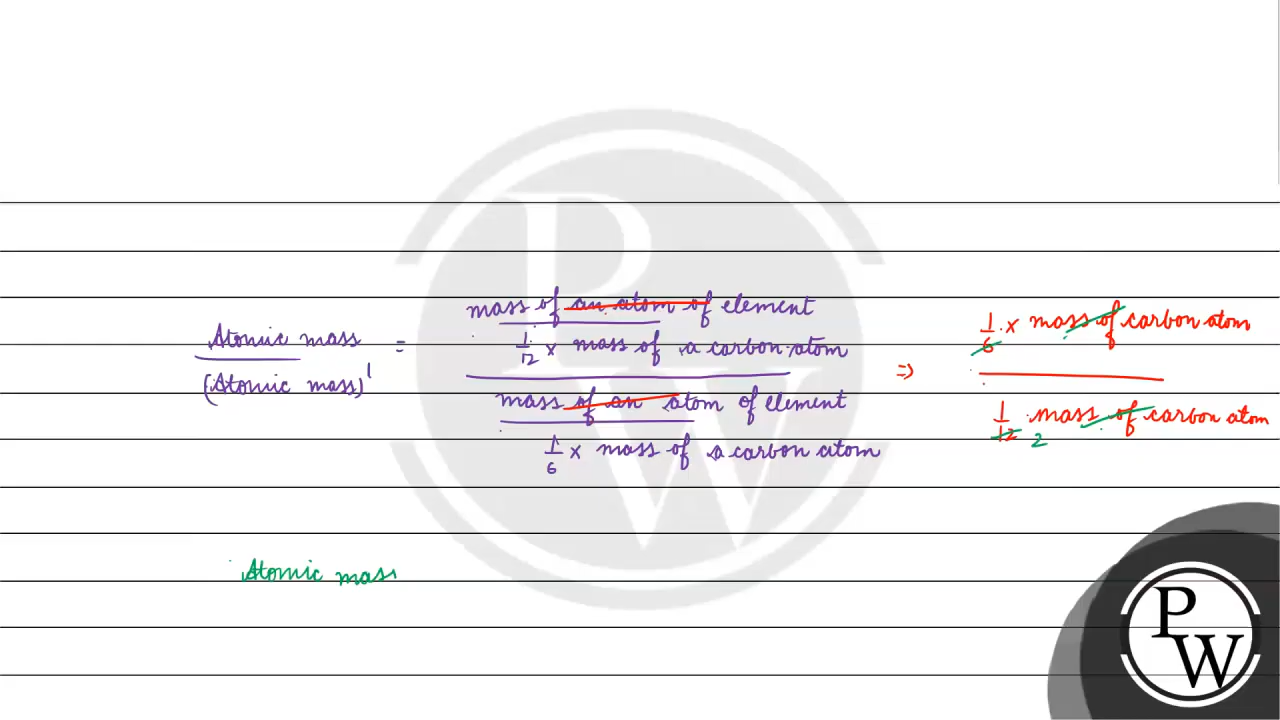 mass of an atom of element
Atomic mass = 1/12 × mass of a carbon atom
(Atomic mass)'
mass of an atom of element
1/6 × mass of a carbon atom
⇒ 1/6 × mass of carbon atom
1/12 mass of carbon atom
2
Atomic mass
PW
PW